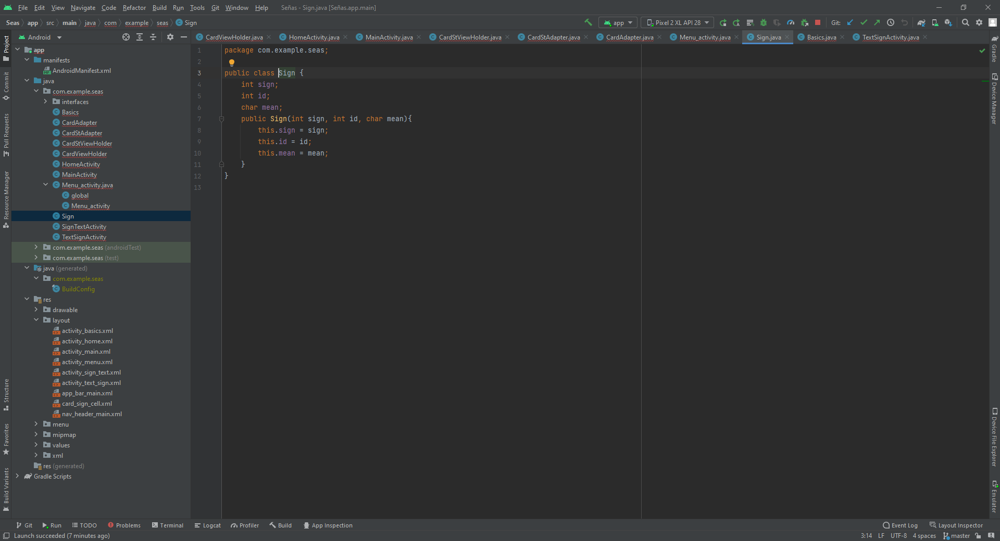 File Edit View Navigate Code Refactor Build Run Tools Git Window Help Señas - Sign.java [Señas.app.main]
Seas app src main java com example seas Sign app Pixel 2 XL API 28 Git:
Android
CardViewHolder.java HomeActivity.java MainActivity.java CardStViewHolder.java CardStAdapter.java CardAdapter.java Menu_activity.java Sign.java Basics.java TextSignActivity.java
Project
Commit
Pull Requests
Resource Manager
Structure
Favorites
Build Variants
app
manifests
AndroidManifest.xml
java
com.example.seas
interfaces
Basics
CardAdapter
CardStAdapter
CardStViewHolder
CardViewHolder
HomeActivity
MainActivity
Menu_activity.java
global
Menu_activity
Sign
SignTextActivity
TextSignActivity
com.example.seas (androidTest)
com.example.seas (test)
java (generated)
com.example.seas
BuildConfig
res
drawable
layout
activity_basics.xml
activity_home.xml
activity_main.xml
activity_menu.xml
activity_sign_text.xml
activity_text_sign.xml
app_bar_main.xml
card_sign_cell.xml
nav_header_main.xml
menu
mipmap
values
xml
res (generated)
Gradle Scripts
1 package com.example.seas;
2
3 public class Sign {
4 int sign;
5 int id;
6 char mean;
7 public Sign(int sign, int id, char mean){
8 this.sign = sign;
9 this.id = id;
10 this.mean = mean;
11 }
12 }
13
Gradle
Device Manager
Device File Explorer
Emulator
Git Run TODO Problems Terminal Logcat Profiler Build App Inspection Event Log Layout Inspector
Launch succeeded (7 minutes ago) 3:14 LF UTF-8 4 spaces master